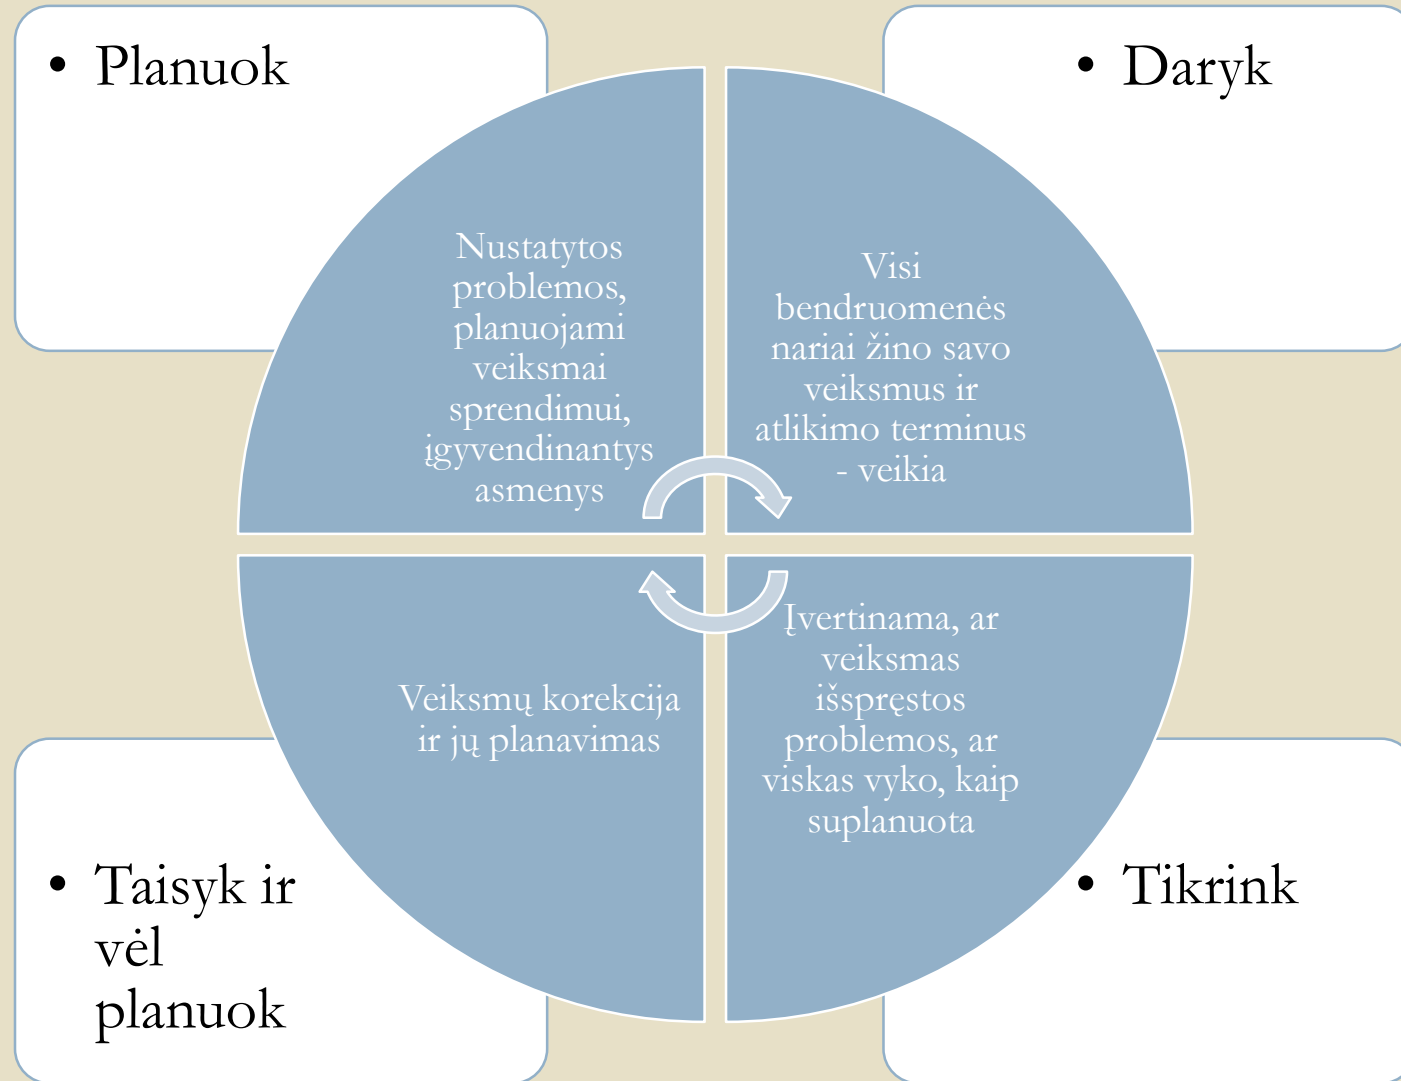 • Planuok
Nustatytos
problemos,
planuojami
veiksmai
sprendimui,
įgyvendinantys
asmenys
• Daryk
Visi
bendruomenės
nariai žino savo
veiksmus ir
atlikimo terminus
- veikia
• Tikrink
Įvertinama, ar
veiksmas
išspręstos
problemos, ar
viskas vyko, kaip
suplanuota
• Taisyk ir
vėl
planuok
Veiksmų korekcija
ir jų planavimas